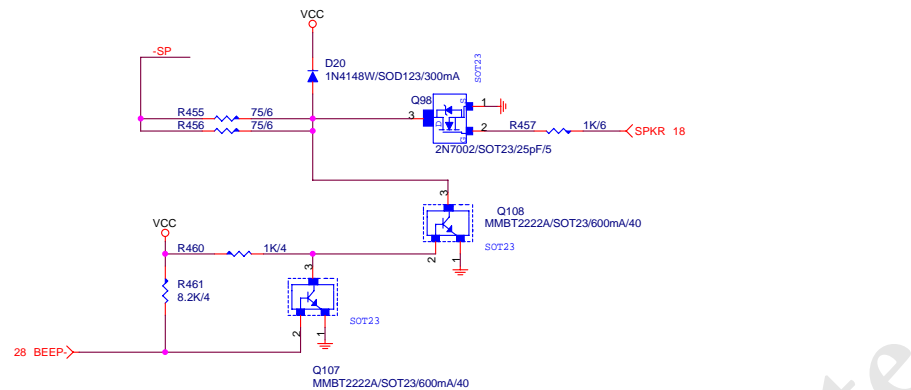 VCC
-SP
D20
1N4148W/SOD123/300mA
SOT23
Q98
S
1
D
3
R455
75/6
R456
75/6
2
G
R457
1K/6
SPKR 18
2N7002/SOT23/25pF/5
3
Q108
MMBT2222A/SOT23/600mA/40
SOT23
2
1
VCC
R460
1K/4
3
R461
8.2K/4
SOT23
2
1
28 BEEP-
Q107
MMBT2222A/SOT23/600mA/40
te